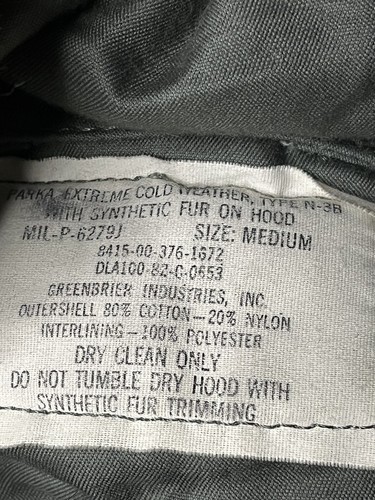 PARKA, EXTREME COLD WEATHER, TYPE N-3B
WITH SYNTHETIC FUR ON HOOD
MIL-P-6279J SIZE: MEDIUM
8415-00-376-1672
DLA100-82-C-0553
GREENBRIER INDUSTRIES, INC.
OUTERSHELL 80% COTTON-20% NYLON
INTERLINING-100% POLYESTER
DRY CLEAN ONLY
DO NOT TUMBLE DRY HOOD WITH
SYNTHETIC FUR TRIMMING